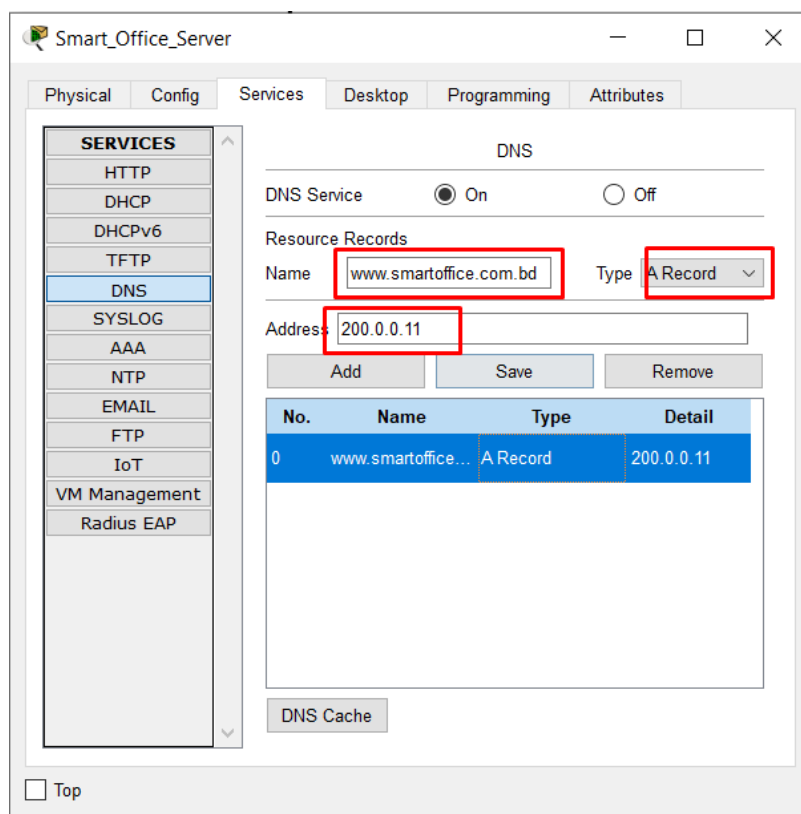 Smart_Office_Server
Physical Config Services Desktop Programming Attributes
SERVICES
HTTP
DHCP
DHCPv6
TFTP
DNS
SYSLOG
AAA
NTP
EMAIL
FTP
IoT
VM Management
Radius EAP
DNS
DNS Service On Off
Resource Records
Name www.smartoffice.com.bd Type A Record
Address 200.0.0.11
Add Save Remove
No. Name Type Detail
0 www.smartoffice... A Record 200.0.0.11
DNS Cache
Top